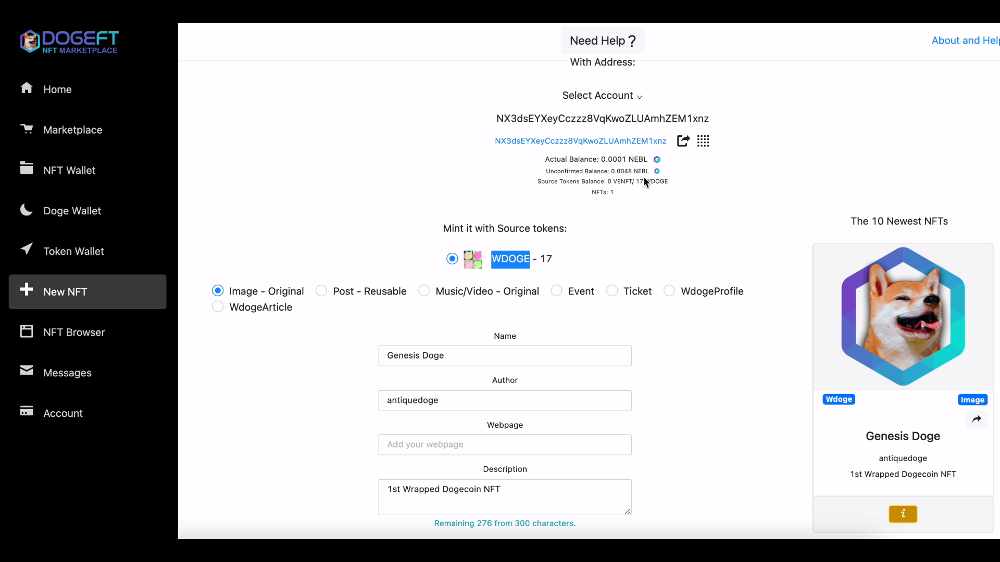 DOGEFT
NFT MARKETPLACE
Home
Marketplace
NFT Wallet
Doge Wallet
Token Wallet
New NFT
NFT Browser
Messages
Account
Need Help ?
About and Help
With Address:
Select Account
NX3dsEYXeyCczzz8VqKwoZLUAmhZEM1xnz
NX3dsEYXeyCczzz8VqKwoZLUAmhZEM1xnz
Actual Balance: 0.0001 NEBL
Unconfirmed Balance: 0.0048 NEBL
Source Tokens Balance: 0 VENFT/ 17 WDOGE
NFTs: 1
Mint it with Source tokens:
WDOGE - 17
Image - Original Post - Reusable Music/Video - Original Event Ticket WdogeProfile
WdogeArticle
Name
Genesis Doge
Author
antiquedoge
Webpage
Add your webpage
Description
1st Wrapped Dogecoin NFT
Remaining 276 from 300 characters.
The 10 Newest NFTs
Wdoge Image
Genesis Doge
antiquedoge
1st Wrapped Dogecoin NFT
i